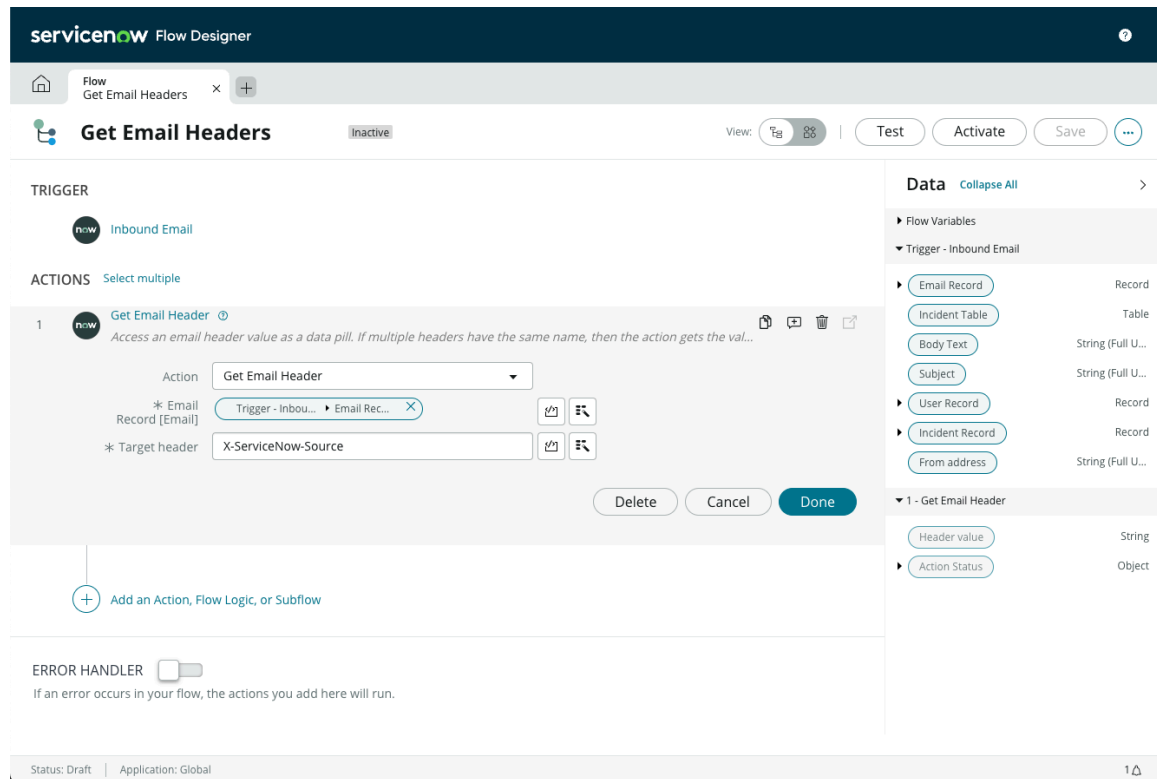 servicenow Flow Designer
Flow
Get Email Headers
Get Email Headers
Inactive
View:
Test
Activate
Save
TRIGGER
now
Inbound Email
ACTIONS
Select multiple
1
now
Get Email Header
Access an email header value as a data pill. If multiple headers have the same name, then the action gets the val...
Action
Get Email Header
* Email
Record [Email]
Trigger - Inbou... ▸ Email Rec...
* Target header
X-ServiceNow-Source
Delete
Cancel
Done
Add an Action, Flow Logic, or Subflow
ERROR HANDLER
If an error occurs in your flow, the actions you add here will run.
Data
Collapse All
Flow Variables
Trigger - Inbound Email
Email Record
Record
Incident Table
Table
Body Text
String (Full U...
Subject
String (Full U...
User Record
Record
Incident Record
Record
From address
String (Full U...
1 - Get Email Header
Header value
String
Action Status
Object
Status: Draft
Application: Global
1